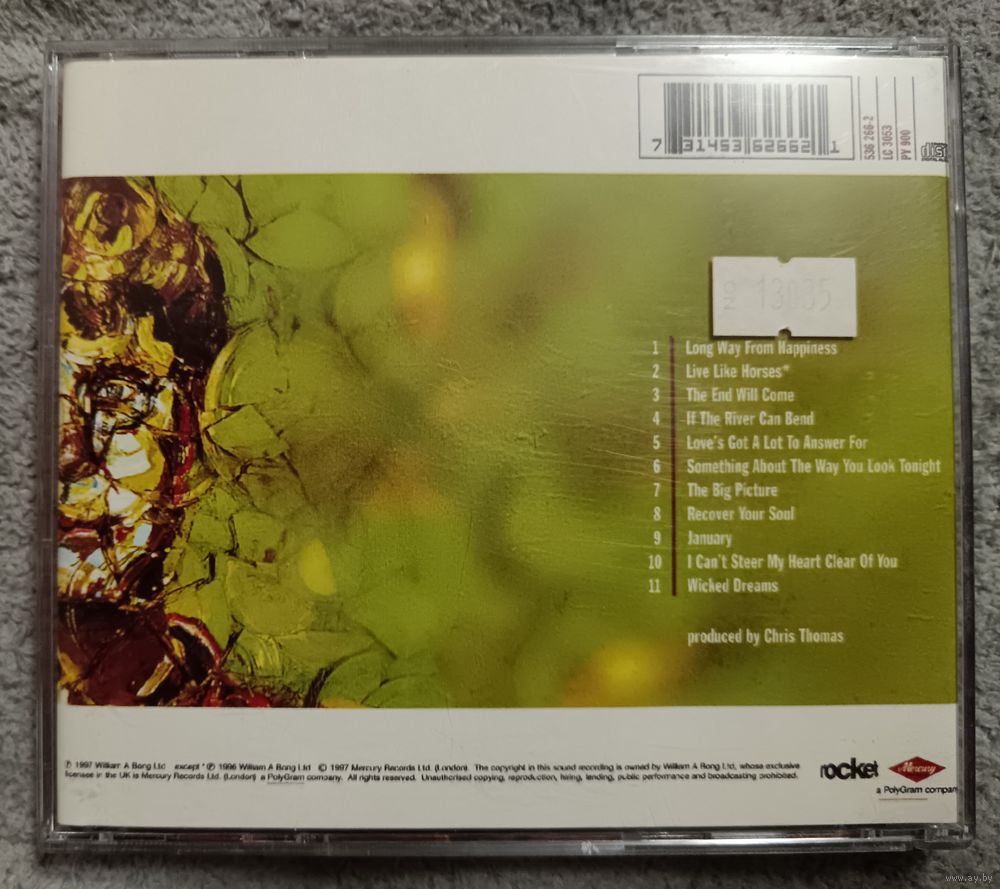 7 31453 62662 1
536 266-2
LC 3053
PY 900
13035
1 Long Way From Happiness
2 Live Like Horses*
3 The End Will Come
4 If The River Can Bend
5 Love's Got A Lot To Answer For
6 Something About The Way You Look Tonight
7 The Big Picture
8 Recover Your Soul
9 January
10 I Can't Steer My Heart Clear Of You
11 Wicked Dreams
produced by Chris Thomas
℗ 1997 William A Bong Ltd except * ℗ 1996 William A Bong Ltd © 1997 Mercury Records Ltd. (London). The copyright in this sound recording is owned by William A Bong Ltd, whose exclusive
licensee in the UK is Mercury Records Ltd. (London) a PolyGram company. All rights reserved. Unauthorised copying, reproduction, hiring, lending, public performance and broadcasting prohibited.
rocket
Mercury
a PolyGram compan
www.ay.by